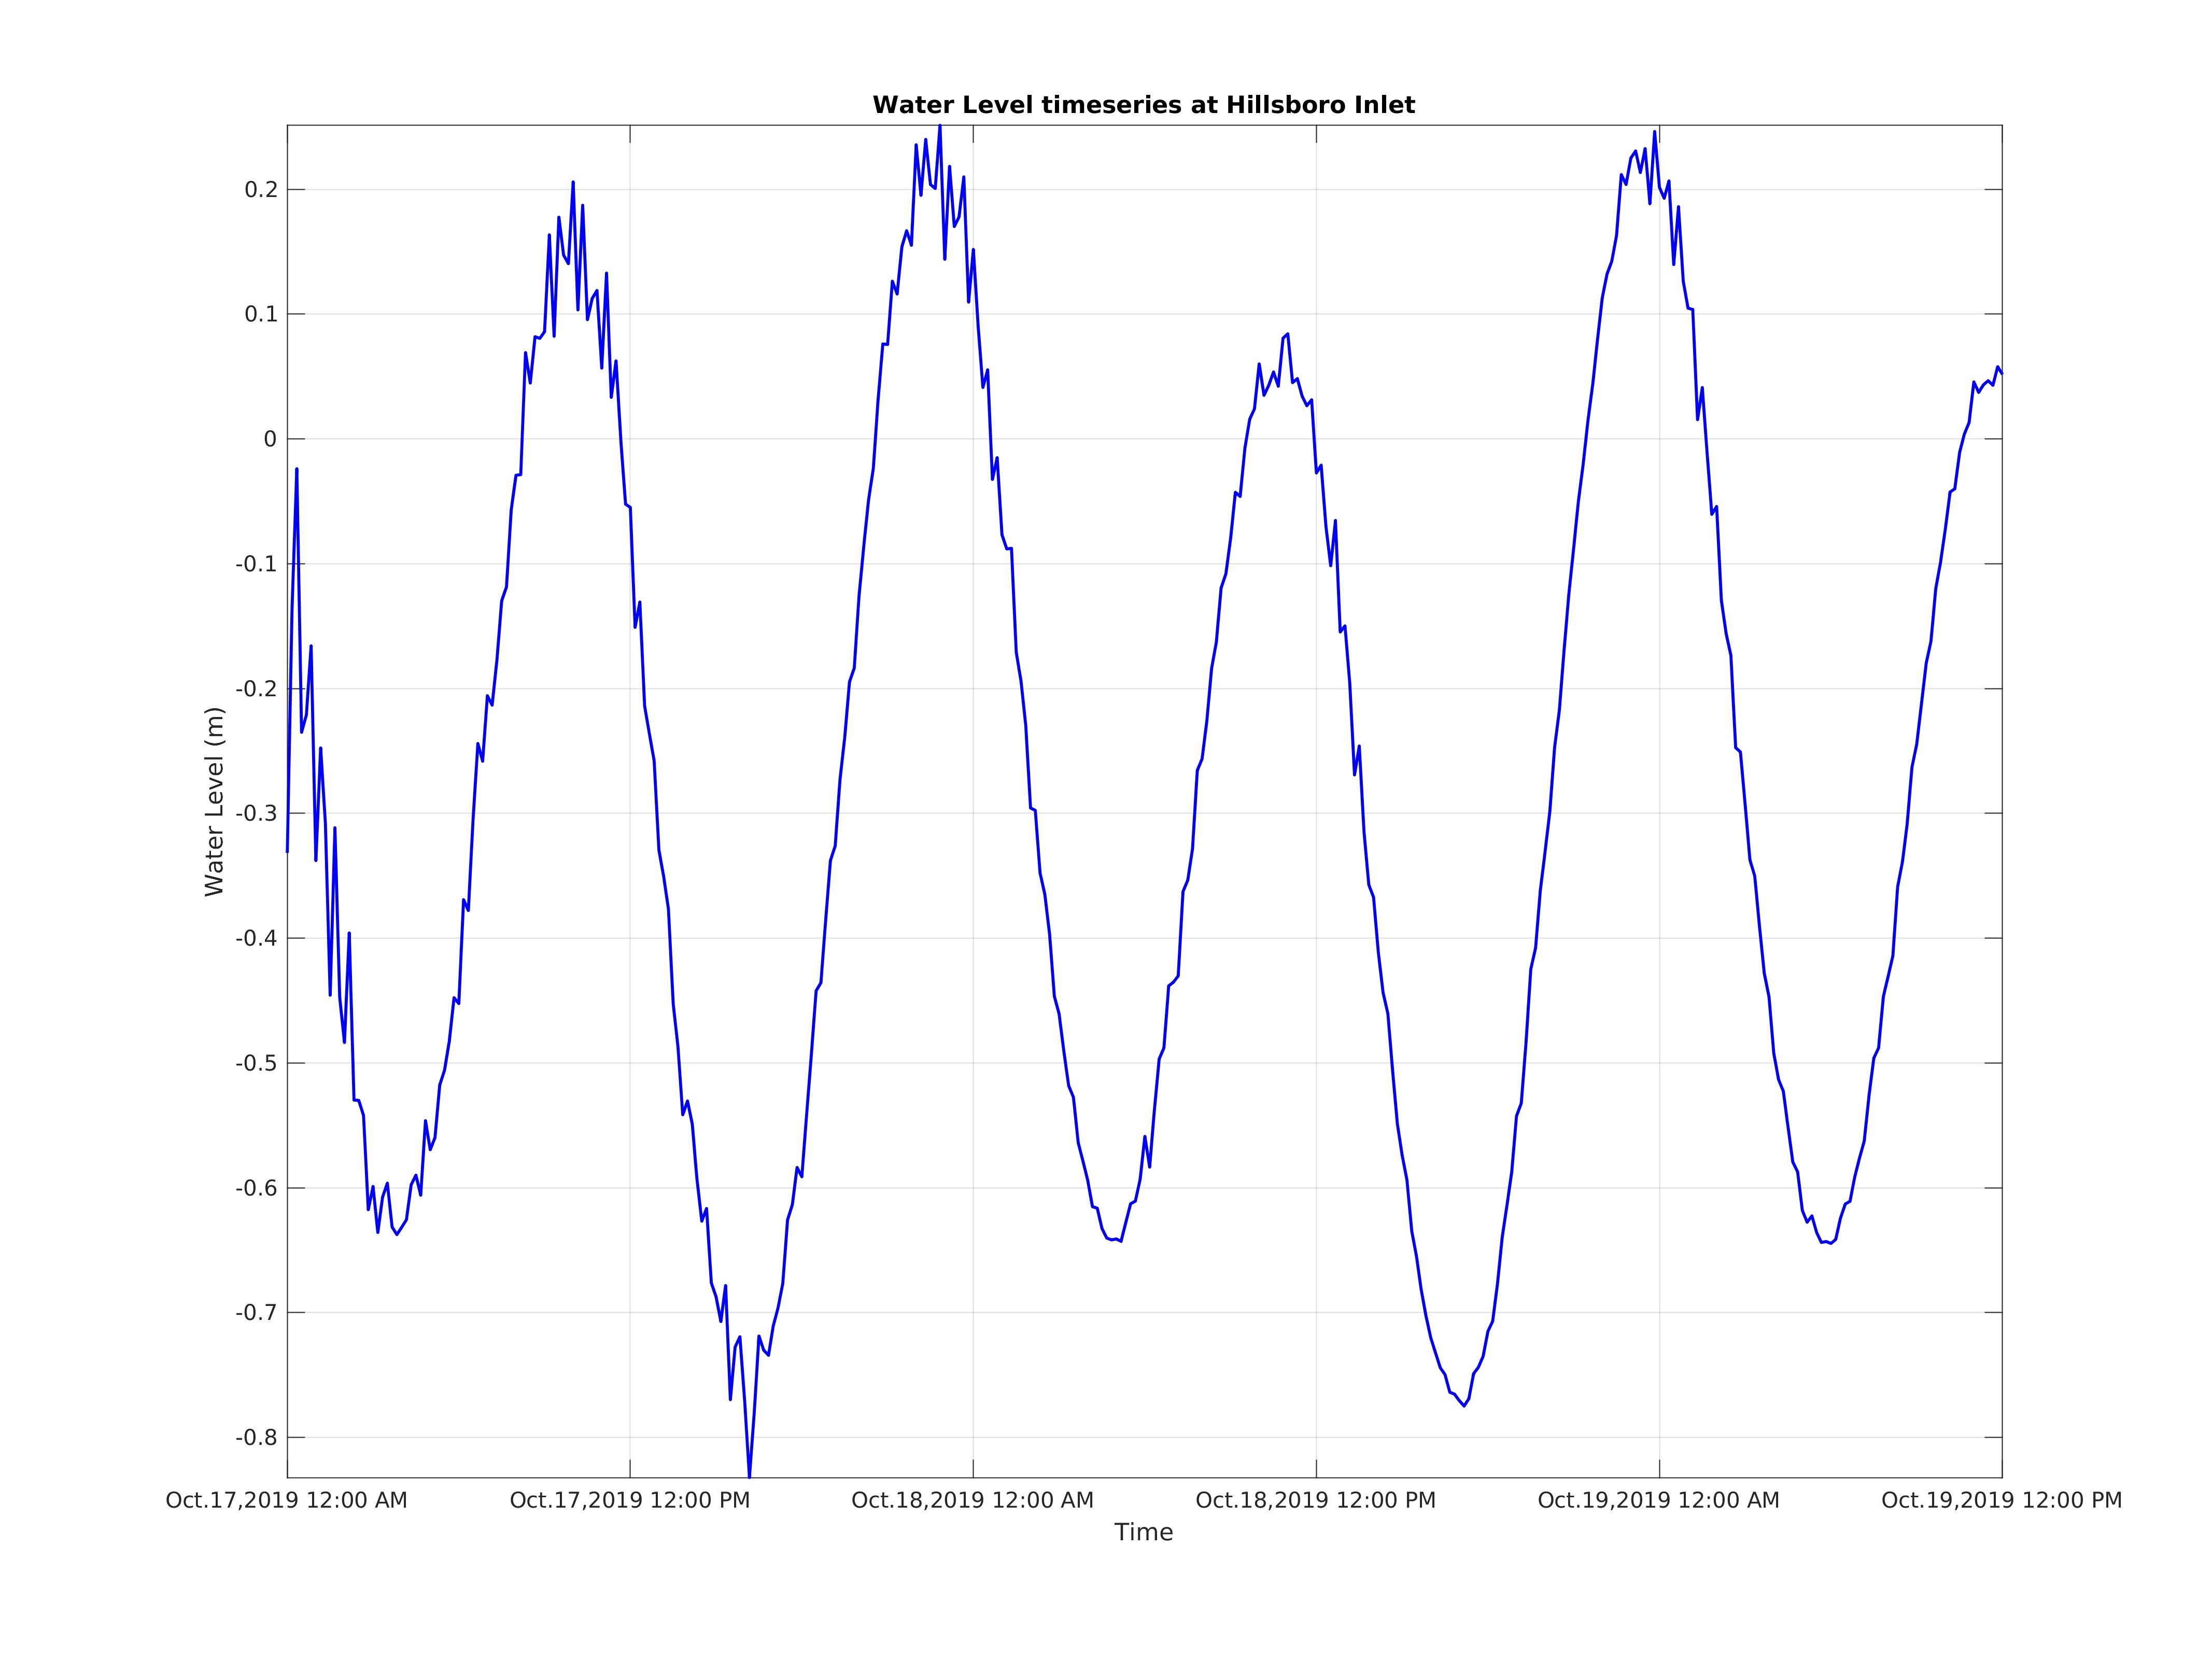 Water Level timeseries at Hillsboro Inlet
0.2
0.1
0
-0.1
-0.2
-0.3
-0.4
-0.5
-0.6
-0.7
-0.8
Water Level (m)
Oct.17,2019 12:00 AM
Oct.17,2019 12:00 PM
Oct.18,2019 12:00 AM
Oct.18,2019 12:00 PM
Oct.19,2019 12:00 AM
Oct.19,2019 12:00 PM
Time